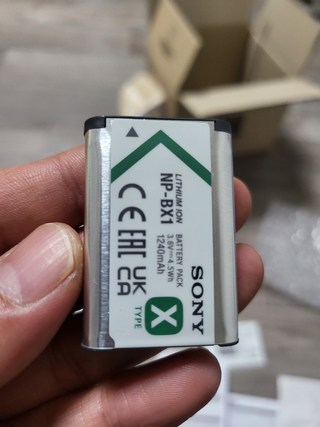 SONY
LITHIUM ION BATTERY PACK
NP-BX1 3.6V⎓4.5Wh
1240mAh
CE EAC UK
CA
X
TYPE